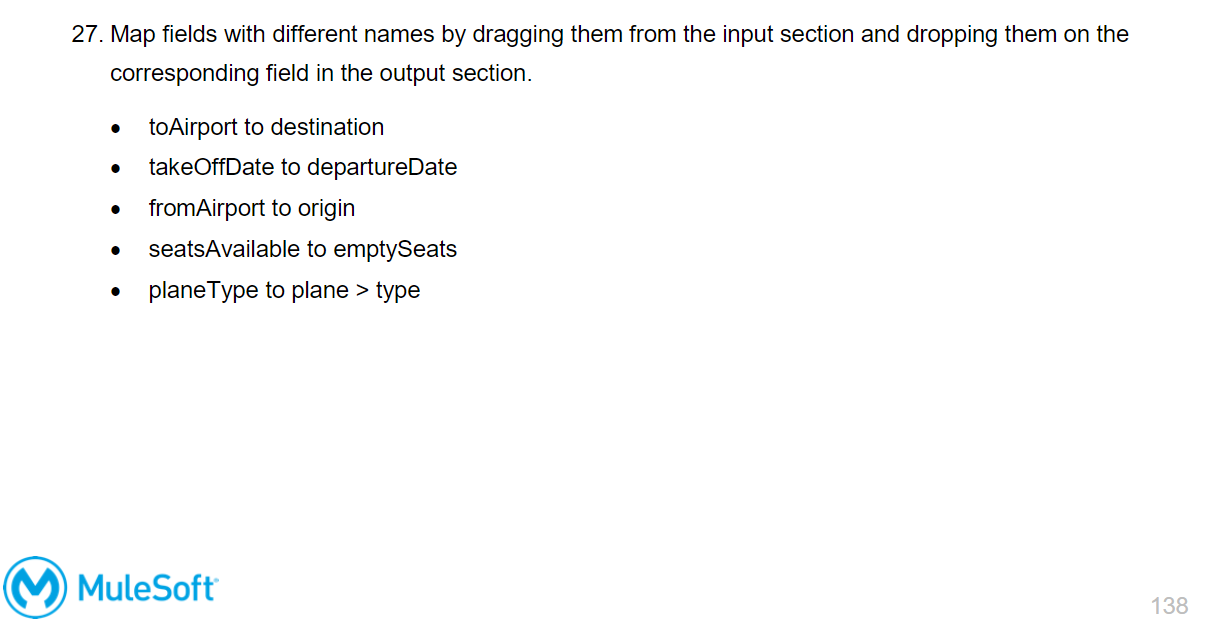 27. Map fields with different names by dragging them from the input section and dropping them on the
corresponding field in the output section.
• toAirport to destination
• takeOffDate to departureDate
• fromAirport to origin
• seatsAvailable to emptySeats
• planeType to plane > type
MuleSoft
138